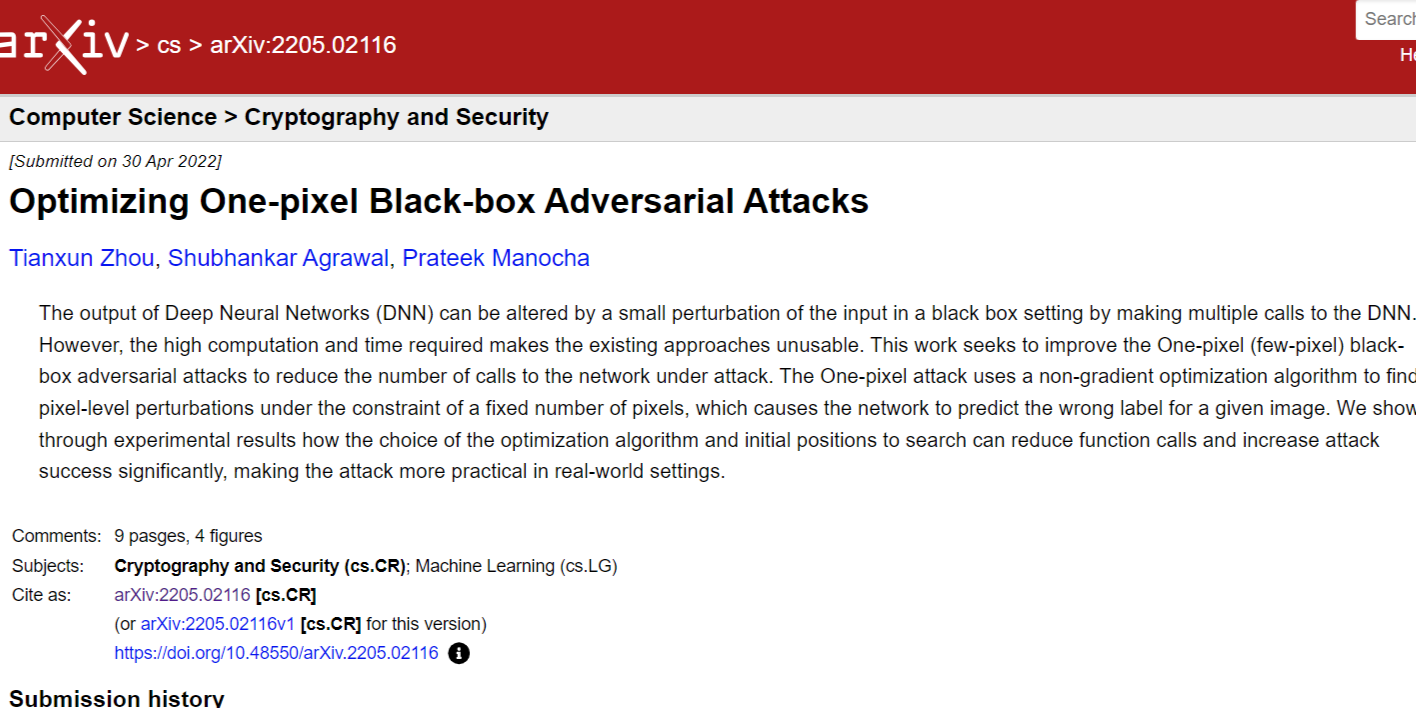 arXiv > cs > arXiv:2205.02116
Search
Computer Science > Cryptography and Security
[Submitted on 30 Apr 2022]
Optimizing One-pixel Black-box Adversarial Attacks
Tianxun Zhou, Shubhankar Agrawal, Prateek Manocha
The output of Deep Neural Networks (DNN) can be altered by a small perturbation of the input in a black box setting by making multiple calls to the DNN.
However, the high computation and time required makes the existing approaches unusable. This work seeks to improve the One-pixel (few-pixel) black-
box adversarial attacks to reduce the number of calls to the network under attack. The One-pixel attack uses a non-gradient optimization algorithm to find
pixel-level perturbations under the constraint of a fixed number of pixels, which causes the network to predict the wrong label for a given image. We show
through experimental results how the choice of the optimization algorithm and initial positions to search can reduce function calls and increase attack
success significantly, making the attack more practical in real-world settings.
Comments: 9 pasges, 4 figures
Subjects: Cryptography and Security (cs.CR); Machine Learning (cs.LG)
Cite as: arXiv:2205.02116 [cs.CR]
(or arXiv:2205.02116v1 [cs.CR] for this version)
https://doi.org/10.48550/arXiv.2205.02116
Submission history